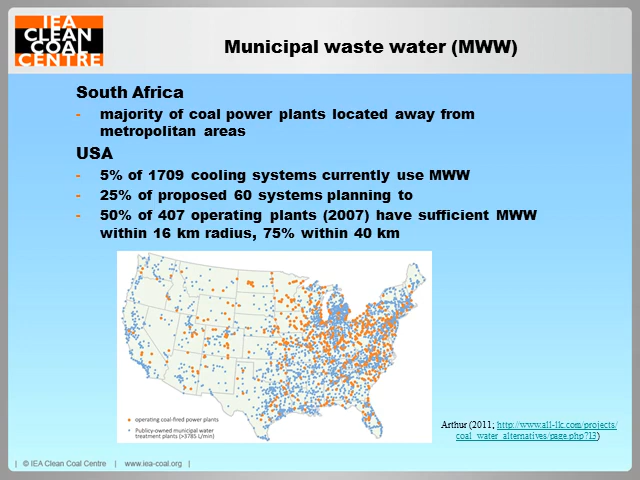 IEA
CLEAN
COAL
CENTRE
Municipal waste water (MWW)
South Africa
- majority of coal power plants located away from
metropolitan areas
USA
- 5% of 1709 cooling systems currently use MWW
- 25% of proposed 60 systems planning to
- 50% of 407 operating plants (2007) have sufficient MWW
within 16 km radius, 75% within 40 km
operating coal-fired power plants
Publicly-owned municipal water
treatment plants (>3785 L/min)
Arthur (2011; http://www.all-llc.com/projects/
coal_water_alternatives/page.php?13)
| © IEA Clean Coal Centre | www.iea-coal.org |